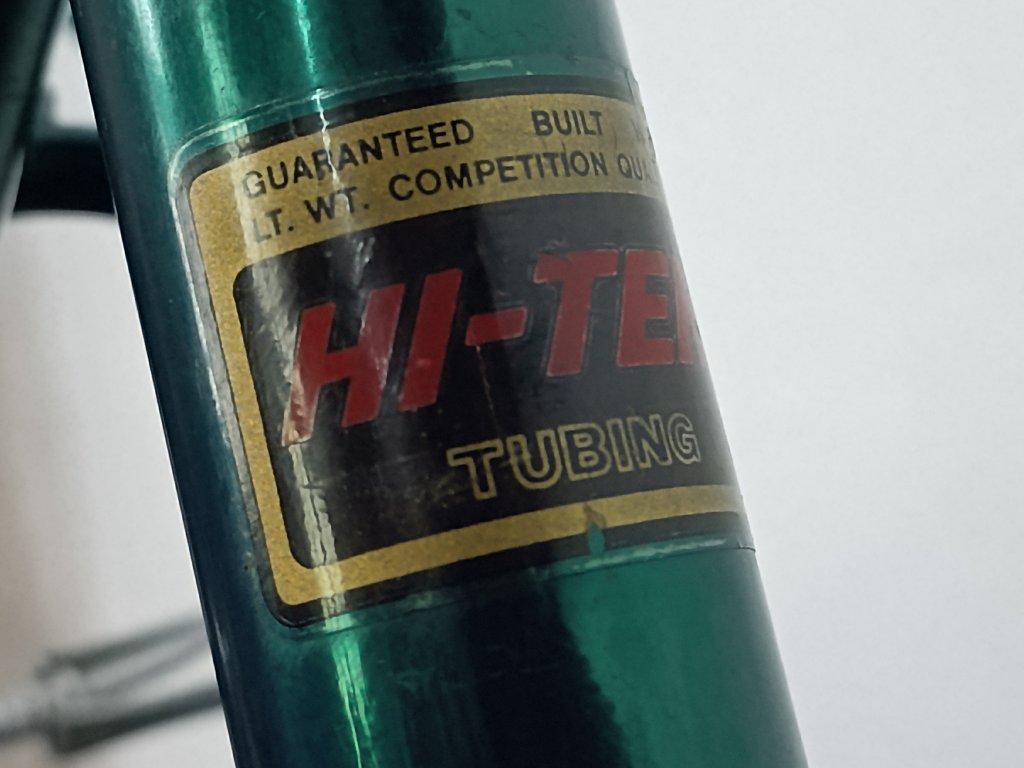 GUARANTEED BUILT
LT. WT. COMPETITION
HI-TE
TUBING